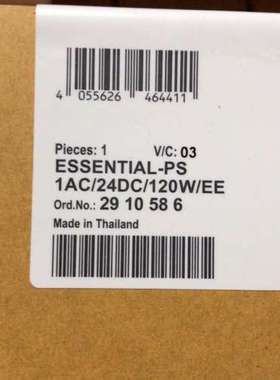 4 055626 464411
Pieces: 1 V/C: 03
ESSENTIAL-PS
1AC/24DC/120W/EE
Ord.No.: 29 10 58 6
Made in Thailand